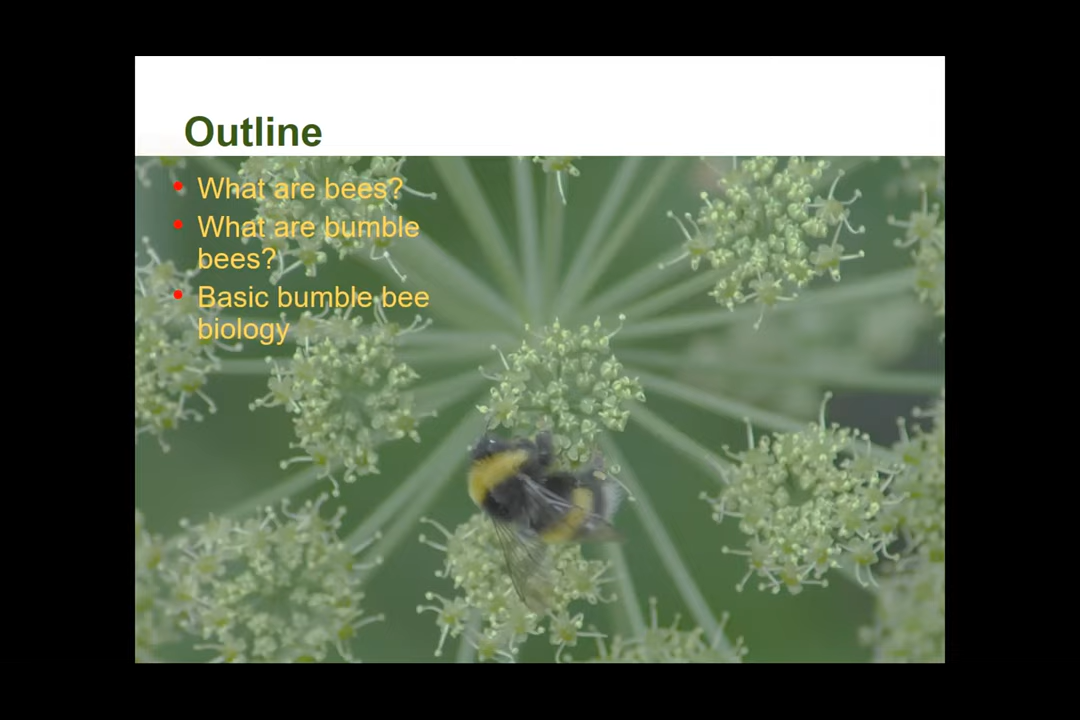 Outline
What are bees?
What are bumble
bees?
Basic bumble bee
biology